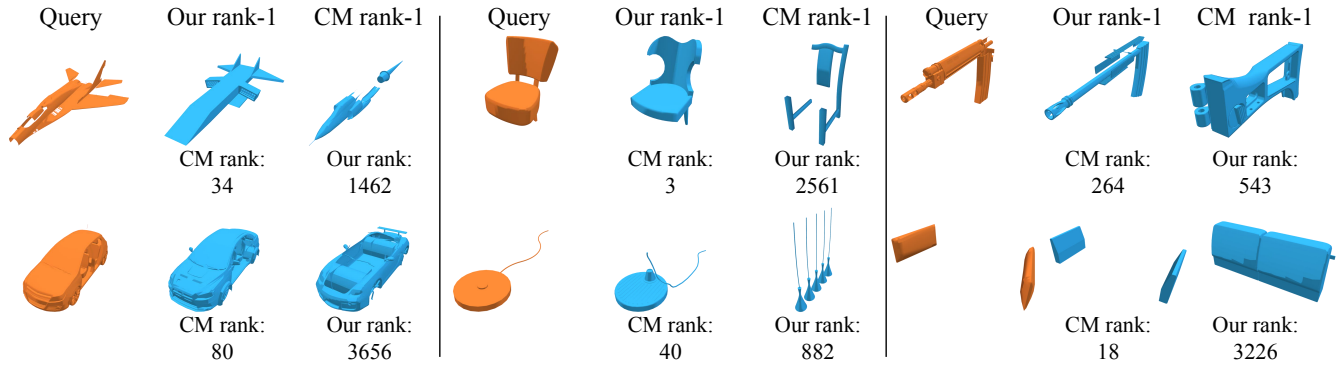 Query Our rank-1 CM rank-1 Query Our rank-1 CM rank-1 Query Our rank-1 CM rank-1
CM rank: Our rank: CM rank: Our rank: CM rank: Our rank:
34 1462 3 2561 264 543
CM rank: Our rank: CM rank: Our rank: CM rank: Our rank:
80 3656 40 882 18 3226